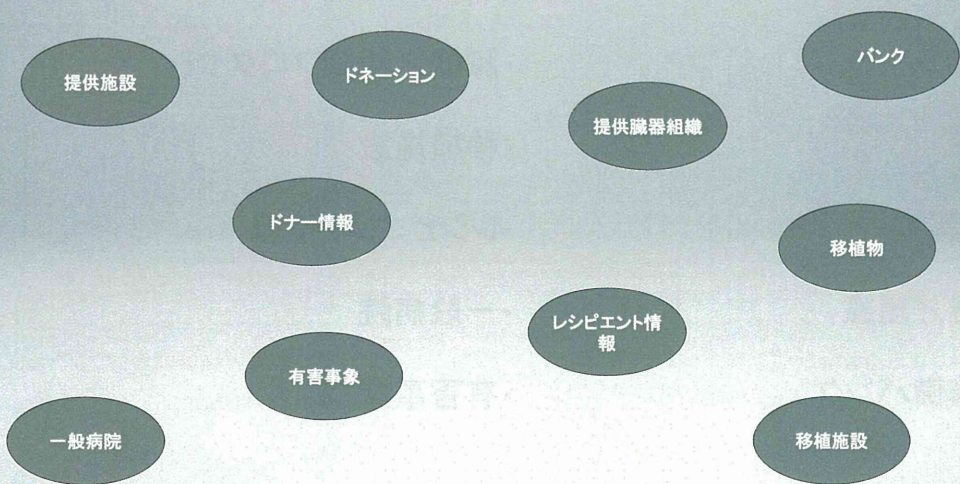 バンク
提供施設
ドネーション
提供臓器組織
ドナー情報
移植物
レシピエント情
報
有害事象
一般病院
移植施設